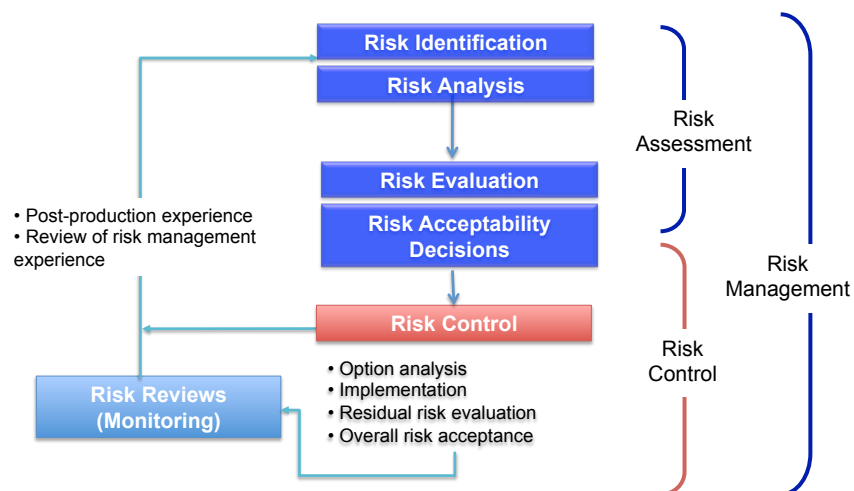 Risk Identification
Risk Analysis
Risk Evaluation
Risk Acceptability
Decisions
Risk Control
• Option analysis
• Implementation
• Residual risk evaluation
• Overall risk acceptance
Risk Reviews
(Monitoring)
• Post-production experience
• Review of risk management
experience
Risk
Assessment
Risk
Control
Risk
Management